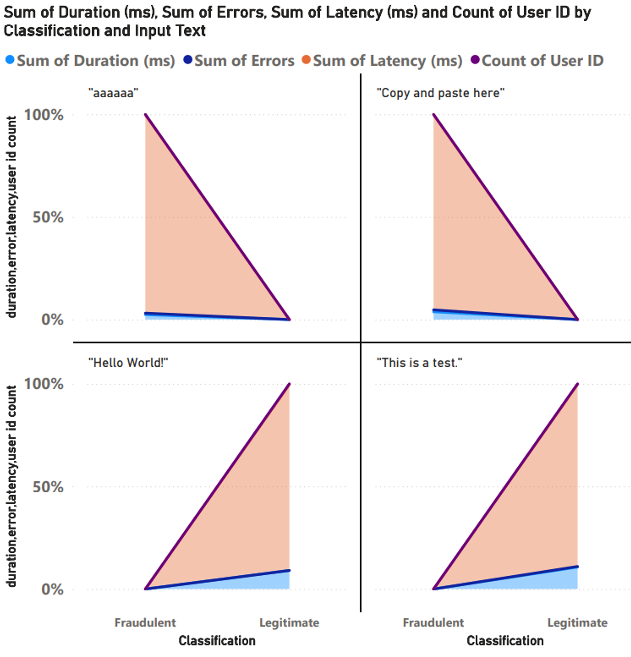 Sum of Duration (ms), Sum of Errors, Sum of Latency (ms) and Count of User ID by
Classification and Input Text
Sum of Duration (ms) Sum of Errors Sum of Latency (ms) Count of User ID
"aaaaaa" "Copy and paste here"
100%
50%
0%
duration,error,latency,user id count
"Hello World!" "This is a test."
100%
50%
0%
duration,error,latency,user id count
Fraudulent Legitimate Fraudulent Legitimate
Classification Classification